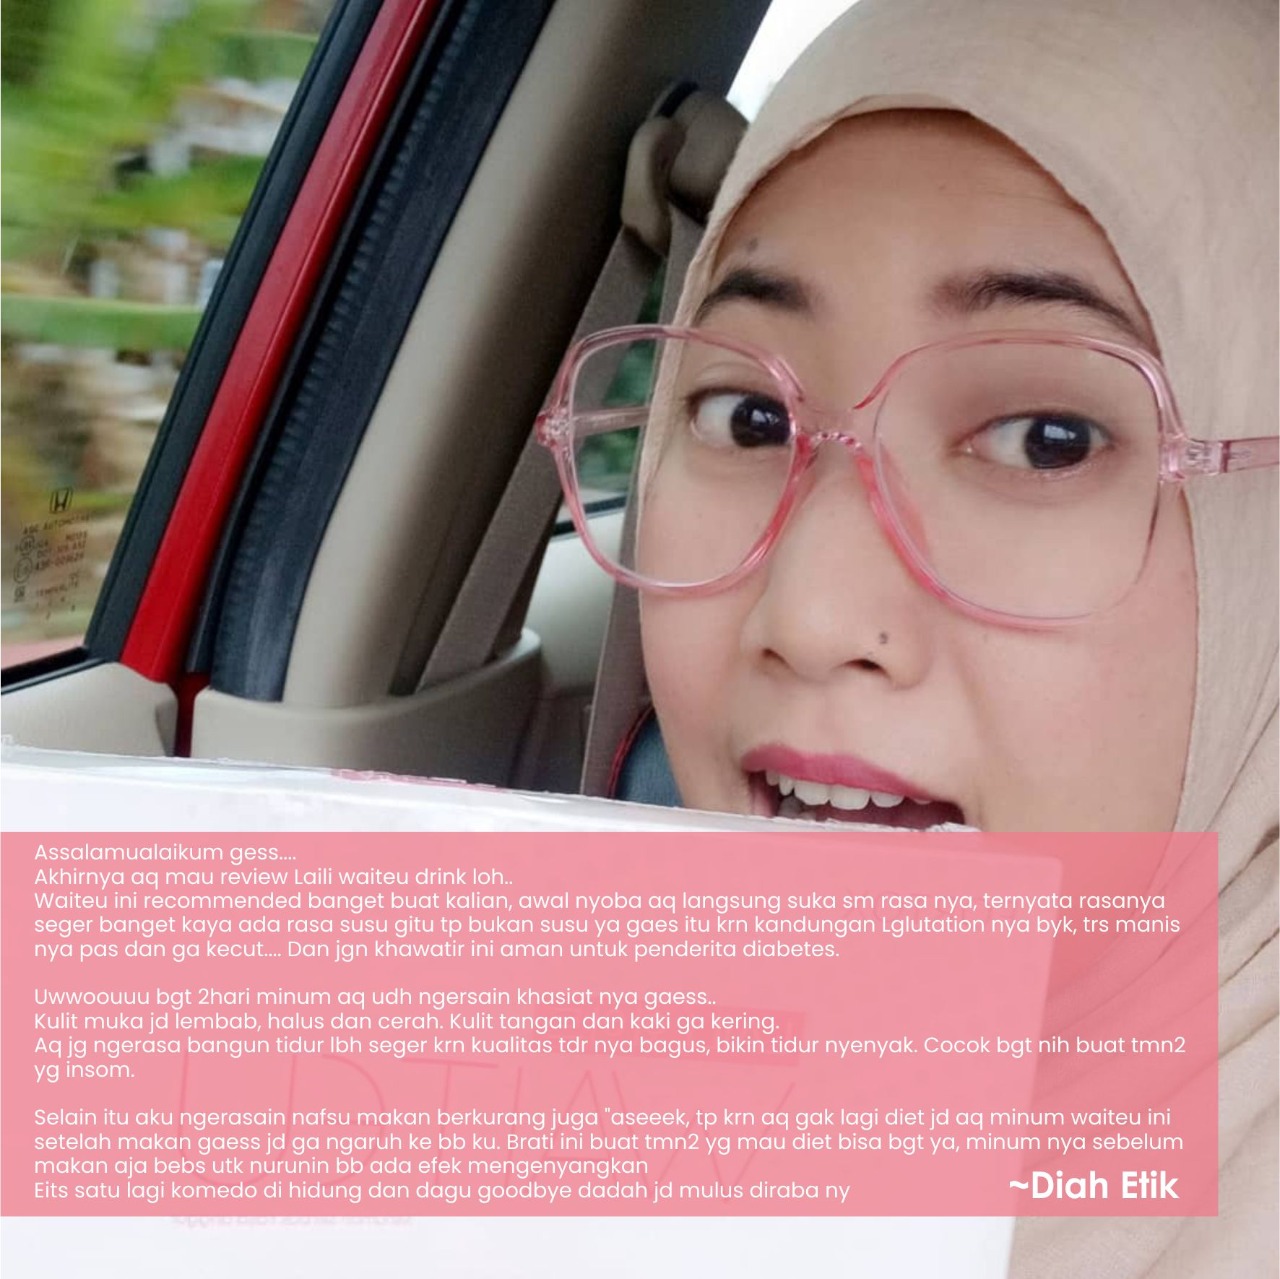 Assalamualaikum gess....
Akhirnya aq mau review Laili waiteu drink loh..
Waiteu ini recommended banget buat kalian, awal nyoba aq langsung suka sm rasa nya, ternyata rasanya
seger banget kaya ada rasa susu gitu tp bukan susu ya gaes itu krn kandungan Lglutation nya byk, trs manis
nya pas dan ga kecut.... Dan jgn khawatir ini aman untuk penderita diabetes.
Uwwoouuu bgt 2hari minum aq udh ngersain khasiat nya gaess..
Kulit muka jd lembab, halus dan cerah. Kulit tangan dan kaki ga kering.
Aq jg ngerasa bangun tidur lbh seger krn kualitas tdr nya bagus, bikin tidur nyenyak. Cocok bgt nih buat tmn2
yg insom.
Selain itu aku ngerasain nafsu makan berkurang juga "aseeek, tp krn aq gak lagi diet jd aq minum waiteu ini
setelah makan gaess jd ga ngaruh ke bb ku. Brati ini buat tmn2 yg mau diet bisa bgt ya, minum nya sebelum
makan aja bebs utk nurunin bb ada efek mengenyangkan
Eits satu lagi komedo di hidung dan dagu goodbye dadah jd mulus diraba ny
~Diah Etik